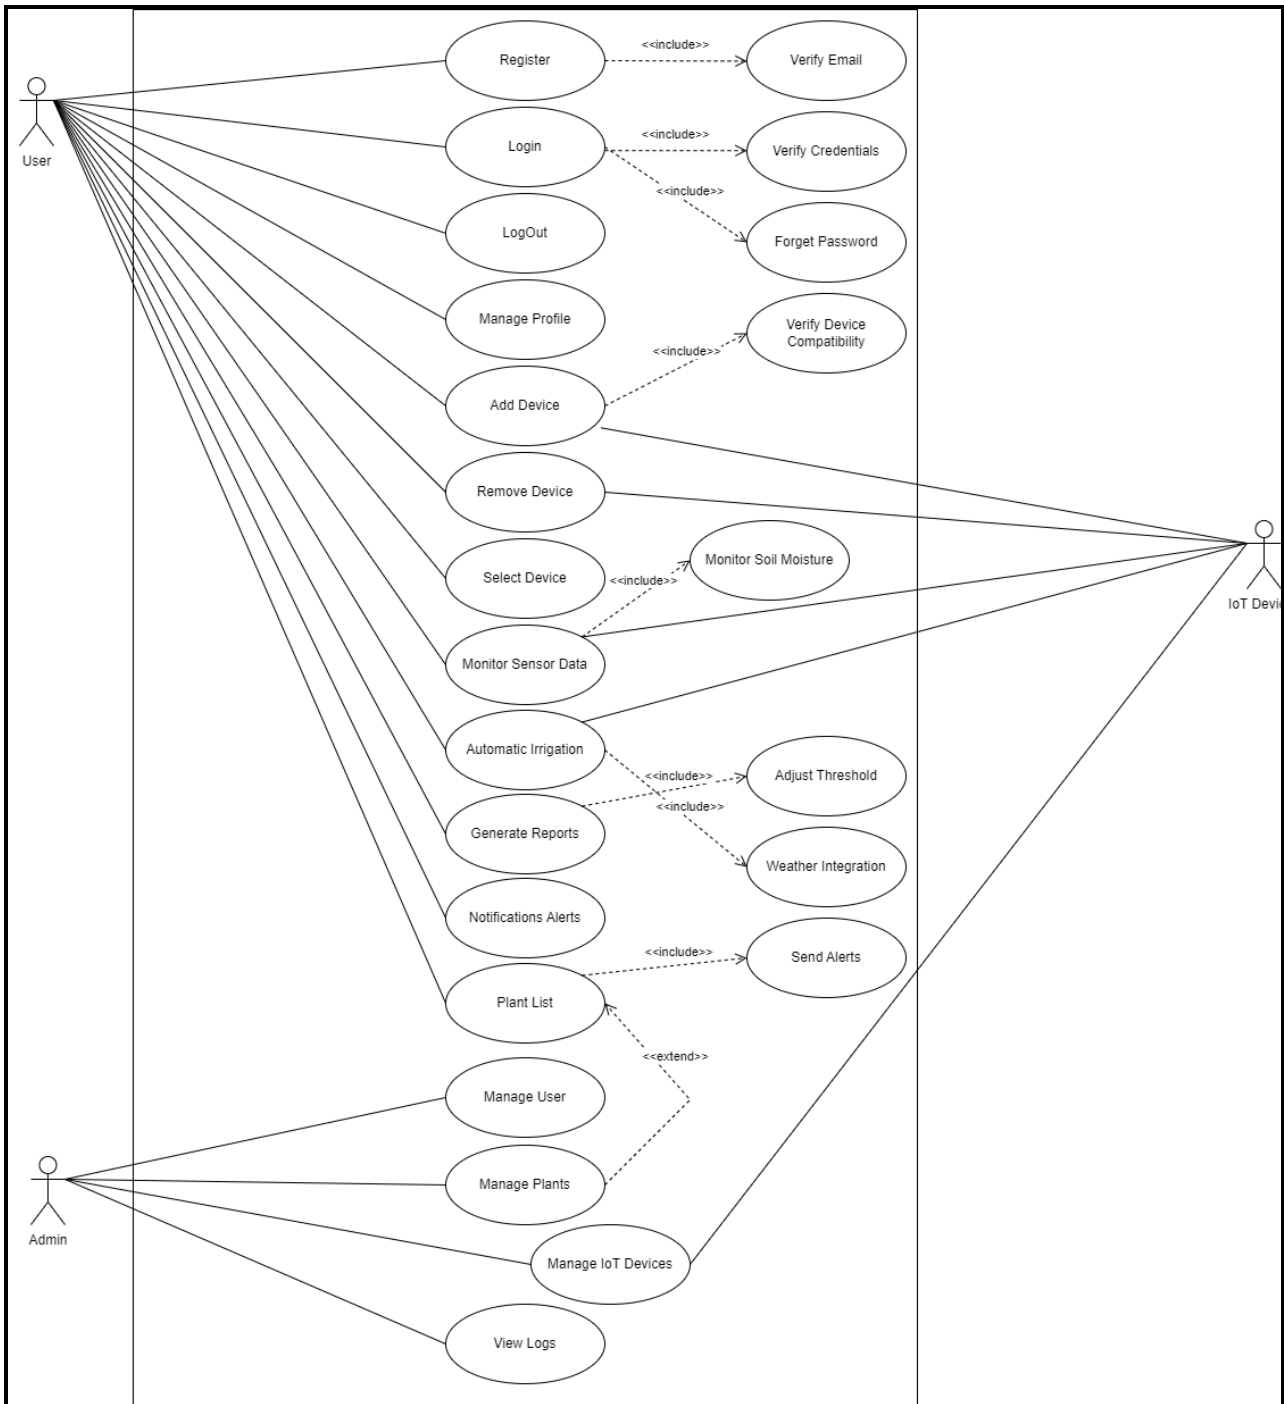 Register
<<include>>
Verify Email
User
Login
<<include>>
Verify Credentials
<<include>>
LogOut
Forget Password
Manage Profile
Verify Device
Compatibility
<<include>>
Add Device
Remove Device
Monitor Soil Moisture
Select Device
<<include>>
IoT Devi
Monitor Sensor Data
Automatic Irrigation
<<include>>
Adjust Threshold
<<include>>
Generate Reports
Weather Integration
Notifications Alerts
<<include>>
Send Alerts
Plant List
<<extend>>
Manage User
Manage Plants
Admin
Manage IoT Devices
View Logs